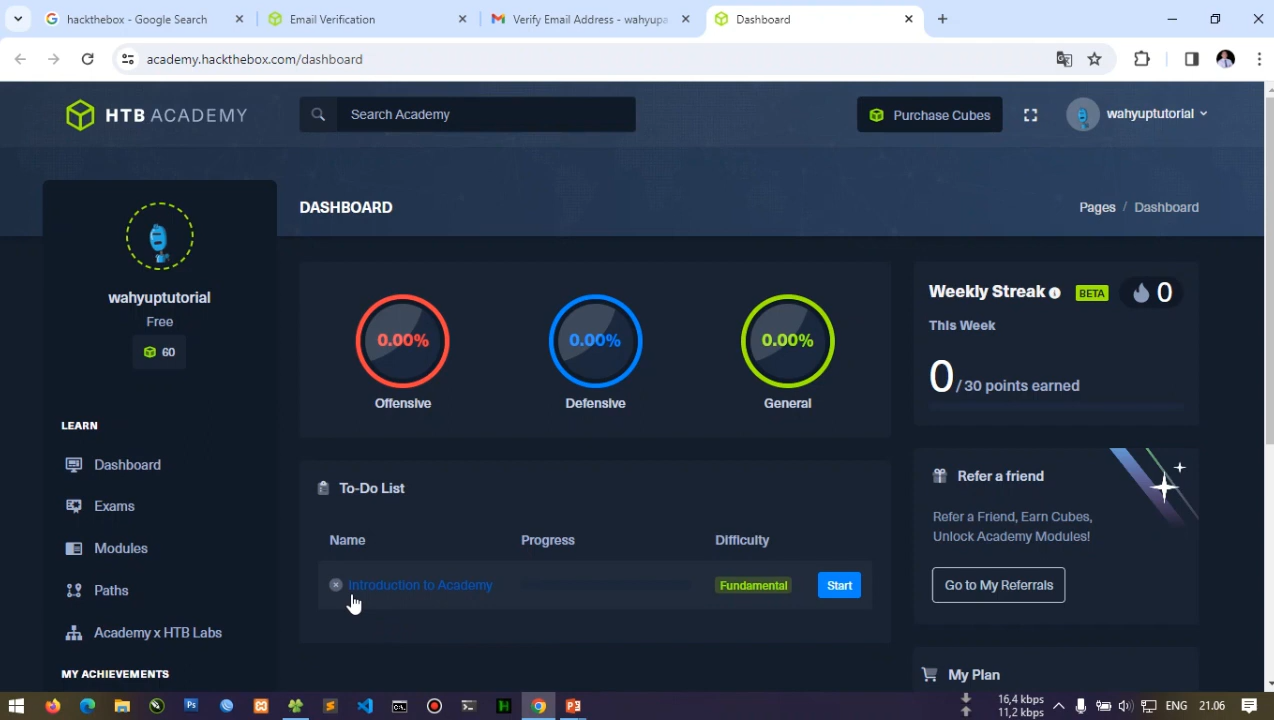 hackthebox - Google Search
Email Verification
Verify Email Address - wahyupa
Dashboard
academy.hackthebox.com/dashboard
HTB ACADEMY
Search Academy
Purchase Cubes
wahyuptutorial
DASHBOARD
Pages / Dashboard
wahyuptutorial
Free
60
0.00%
0.00%
0.00%
Offensive
Defensive
General
Weekly Streak
BETA
0
This Week
0 / 30 points earned
LEARN
Dashboard
Exams
Modules
Paths
Academy x HTB Labs
MY ACHIEVEMENTS
To-Do List
Name
Progress
Difficulty
Introduction to Academy
Fundamental
Start
Refer a friend
Refer a Friend, Earn Cubes,
Unlock Academy Modules!
Go to My Referrals
My Plan
16,4 kbps
11,2 kbps
ENG
21.06